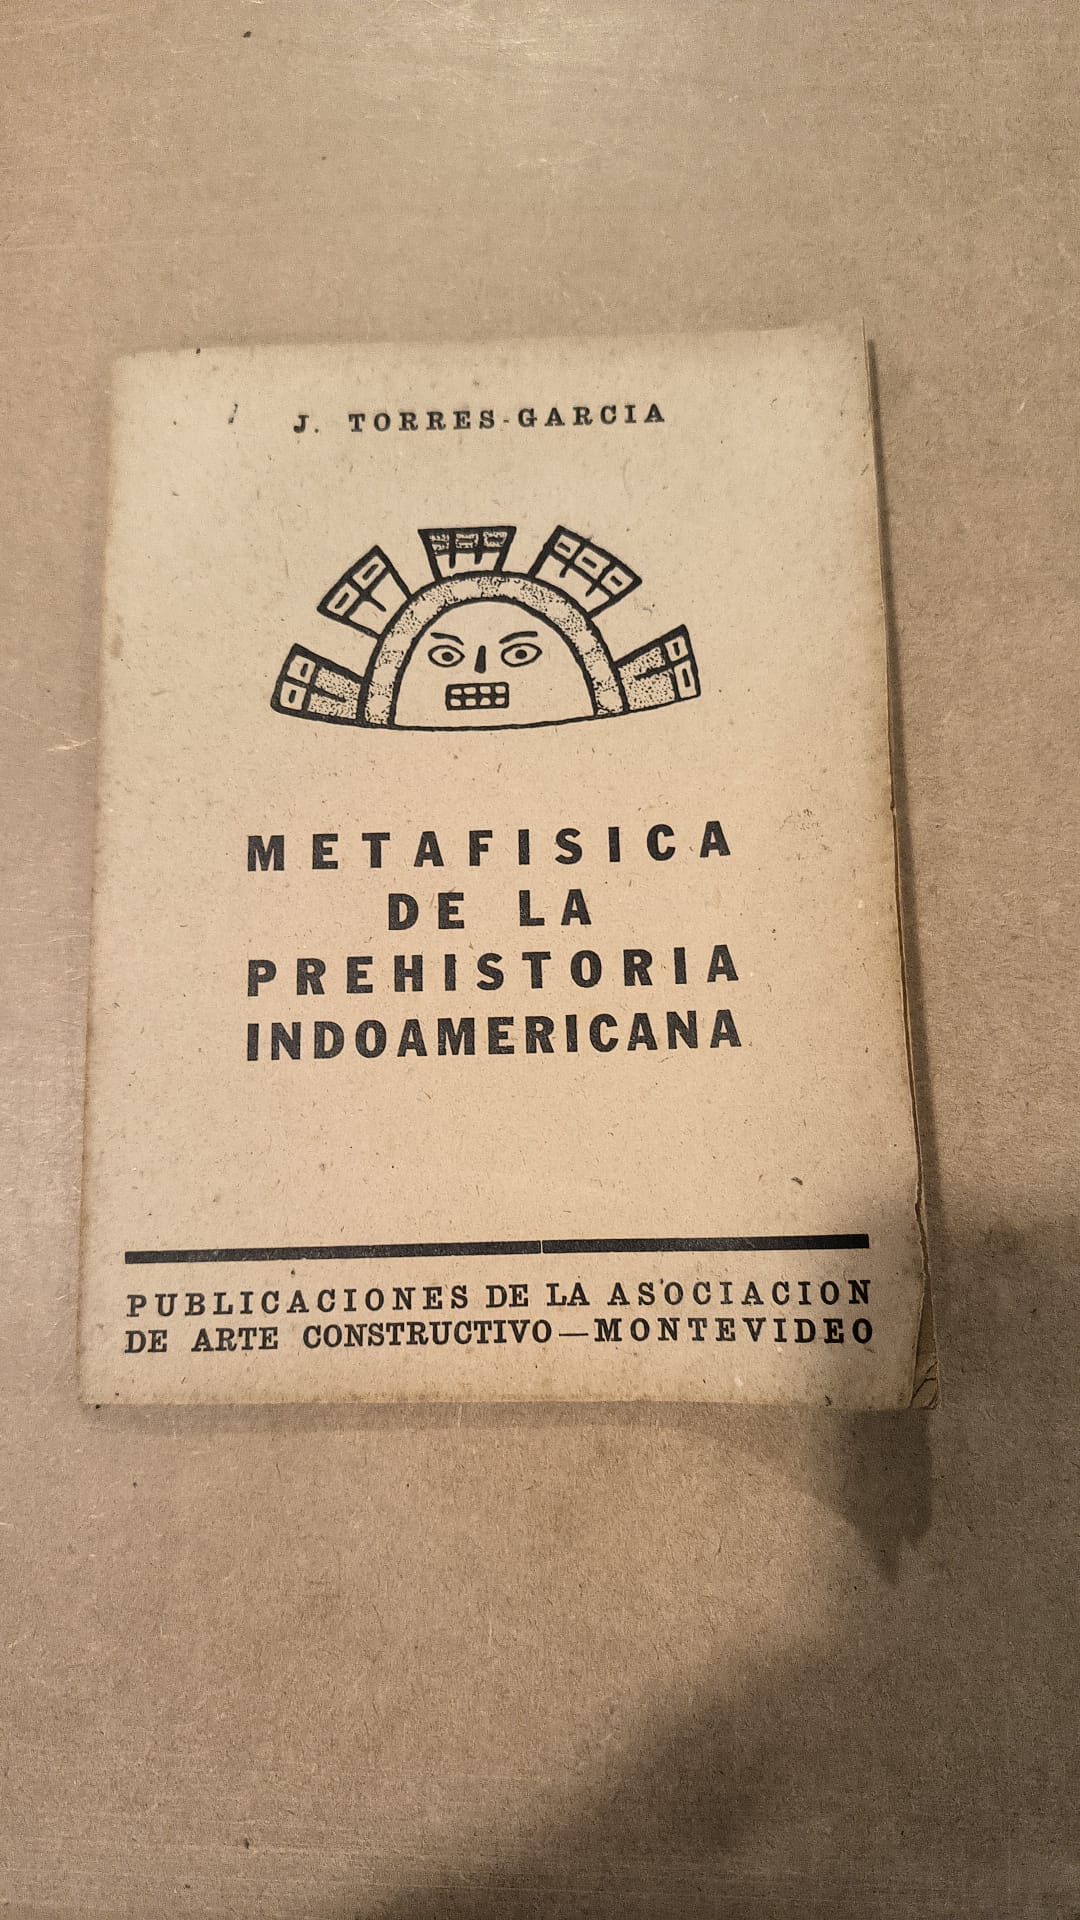 J. TORRES-GARCIA
METAFISICA
DE LA
PREHISTORIA
INDOAMERICANA
PUBLICACIONES DE LA ASOCIACION
DE ARTE CONSTRUCTIVO—MONTEVIDEO